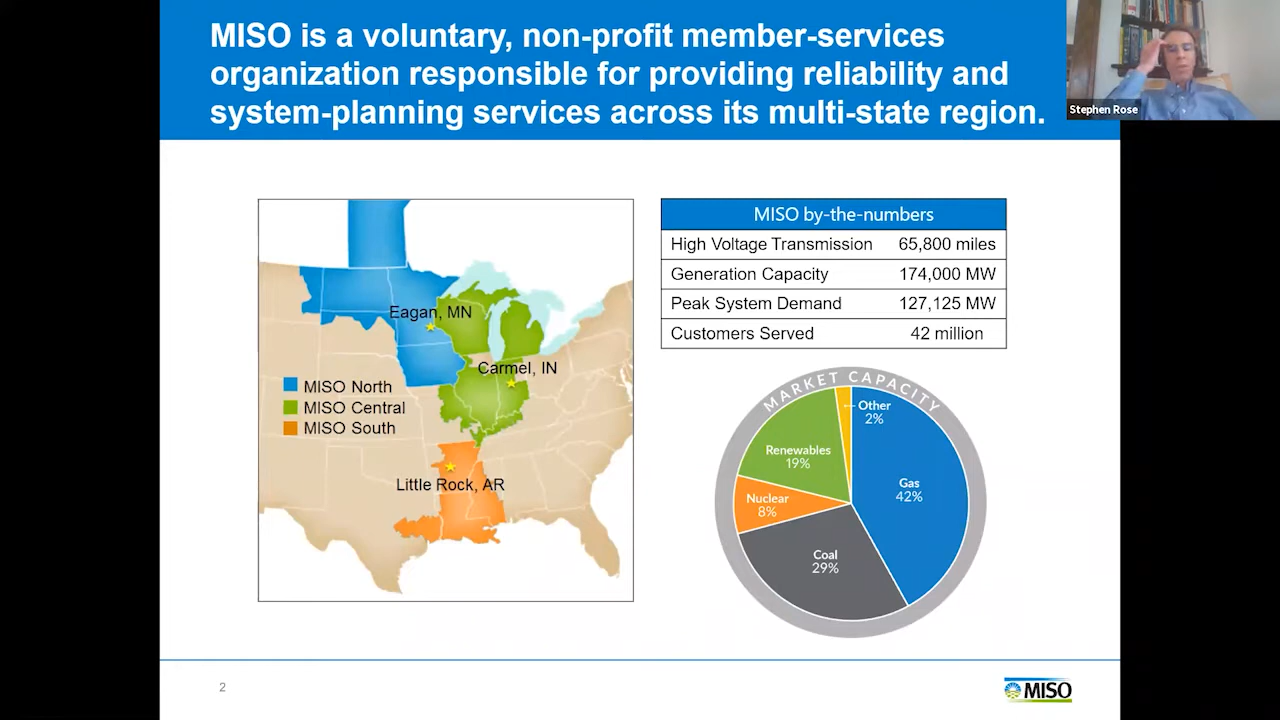 MISO is a voluntary, non-profit member-services
organization responsible for providing reliability and
system-planning services across its multi-state region.
Stephen Rose
Eagan, MN
Carmel, IN
MISO North
MISO Central
MISO South
Little Rock, AR
MISO by-the-numbers
High Voltage Transmission 65,800 miles
Generation Capacity 174,000 MW
Peak System Demand 127,125 MW
Customers Served 42 million
MARKET CAPACITY
Other
2%
Renewables
19%
Gas
42%
Nuclear
8%
Coal
29%
2
MISO